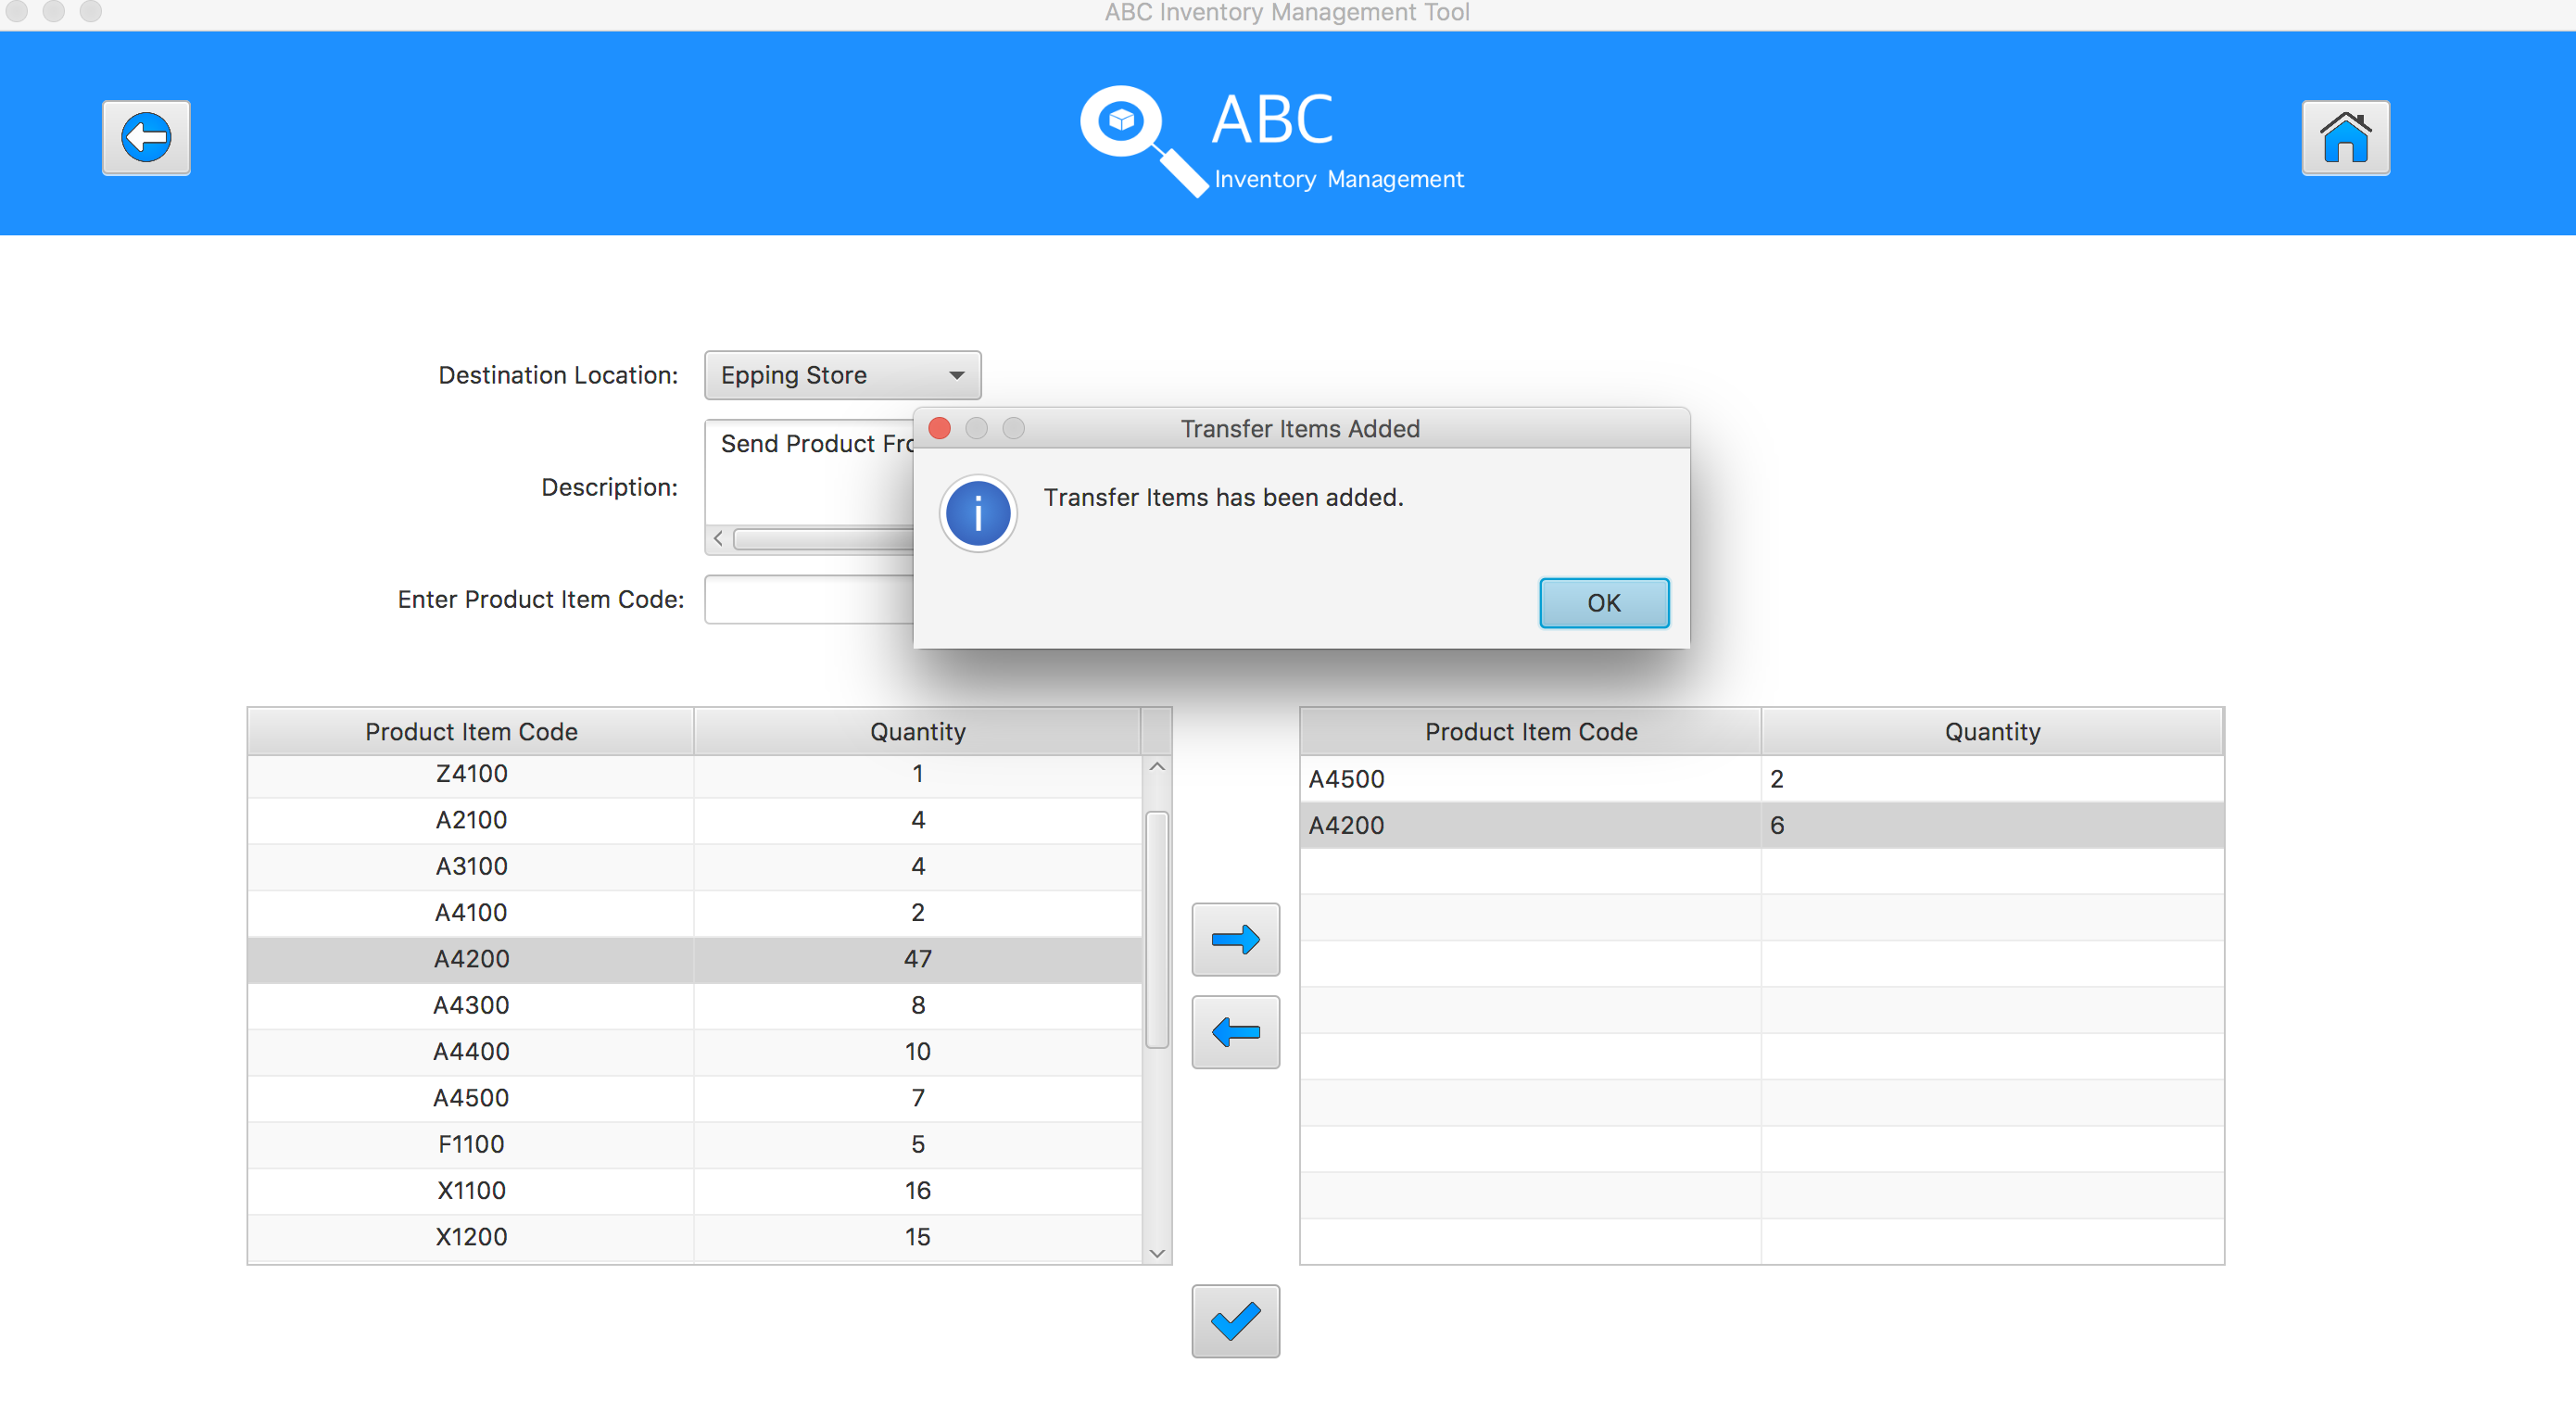 ABC Inventory Management Tool
ABC
Inventory Management
Destination Location:
Epping Store
Transfer Items Added
Send Product
Description:
Transfer Items has been added.
Enter Product Item Code:
OK
Product Item Code Quantity
Z4100 1
A2100 4
A3100 4
A4100 2
A4200 47
A4300 8
A4400 10
A4500 7
F1100 5
X1100 16
X1200 15
Product Item Code Quantity
A4500 2
A4200 6